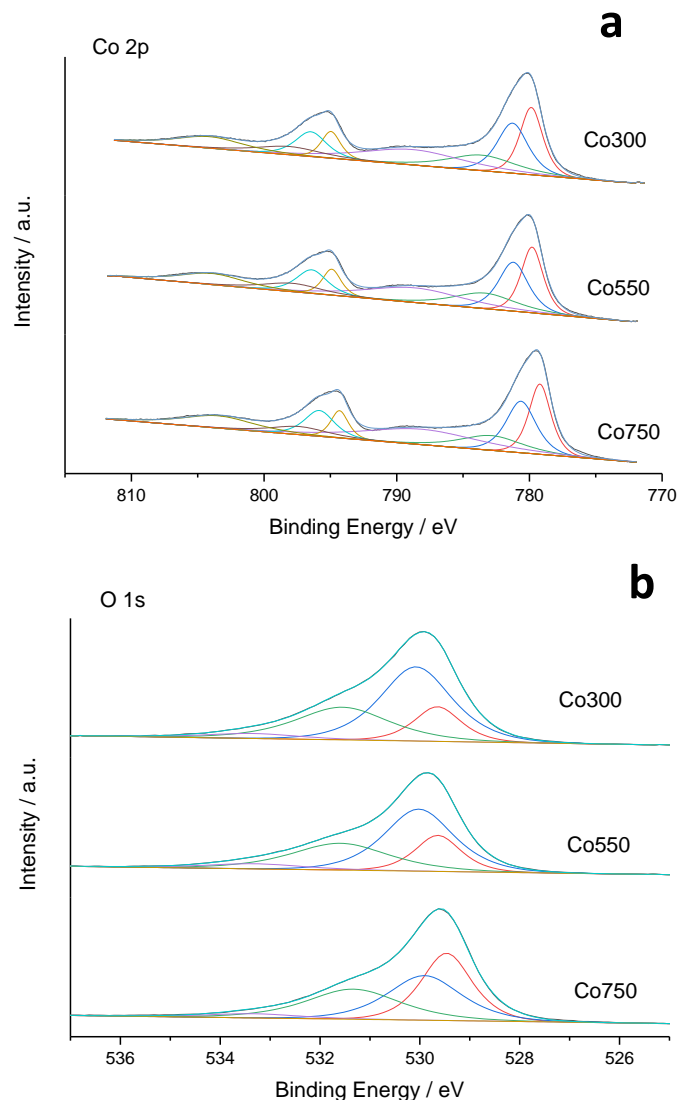 a
Co 2p
Co300
Co550
Co750
Intensity / a.u.
810 800 790 780 770
Binding Energy / eV
b
O 1s
Co300
Co550
Co750
Intensity / a.u.
536 534 532 530 528 526
Binding Energy / eV